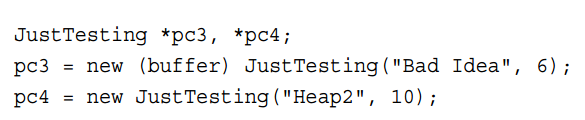 JustTesting *pc3, *pc4;
pc3 = new (buffer) JustTesting("Bad Idea", 6);
pc4 = new JustTesting("Heap2", 10);